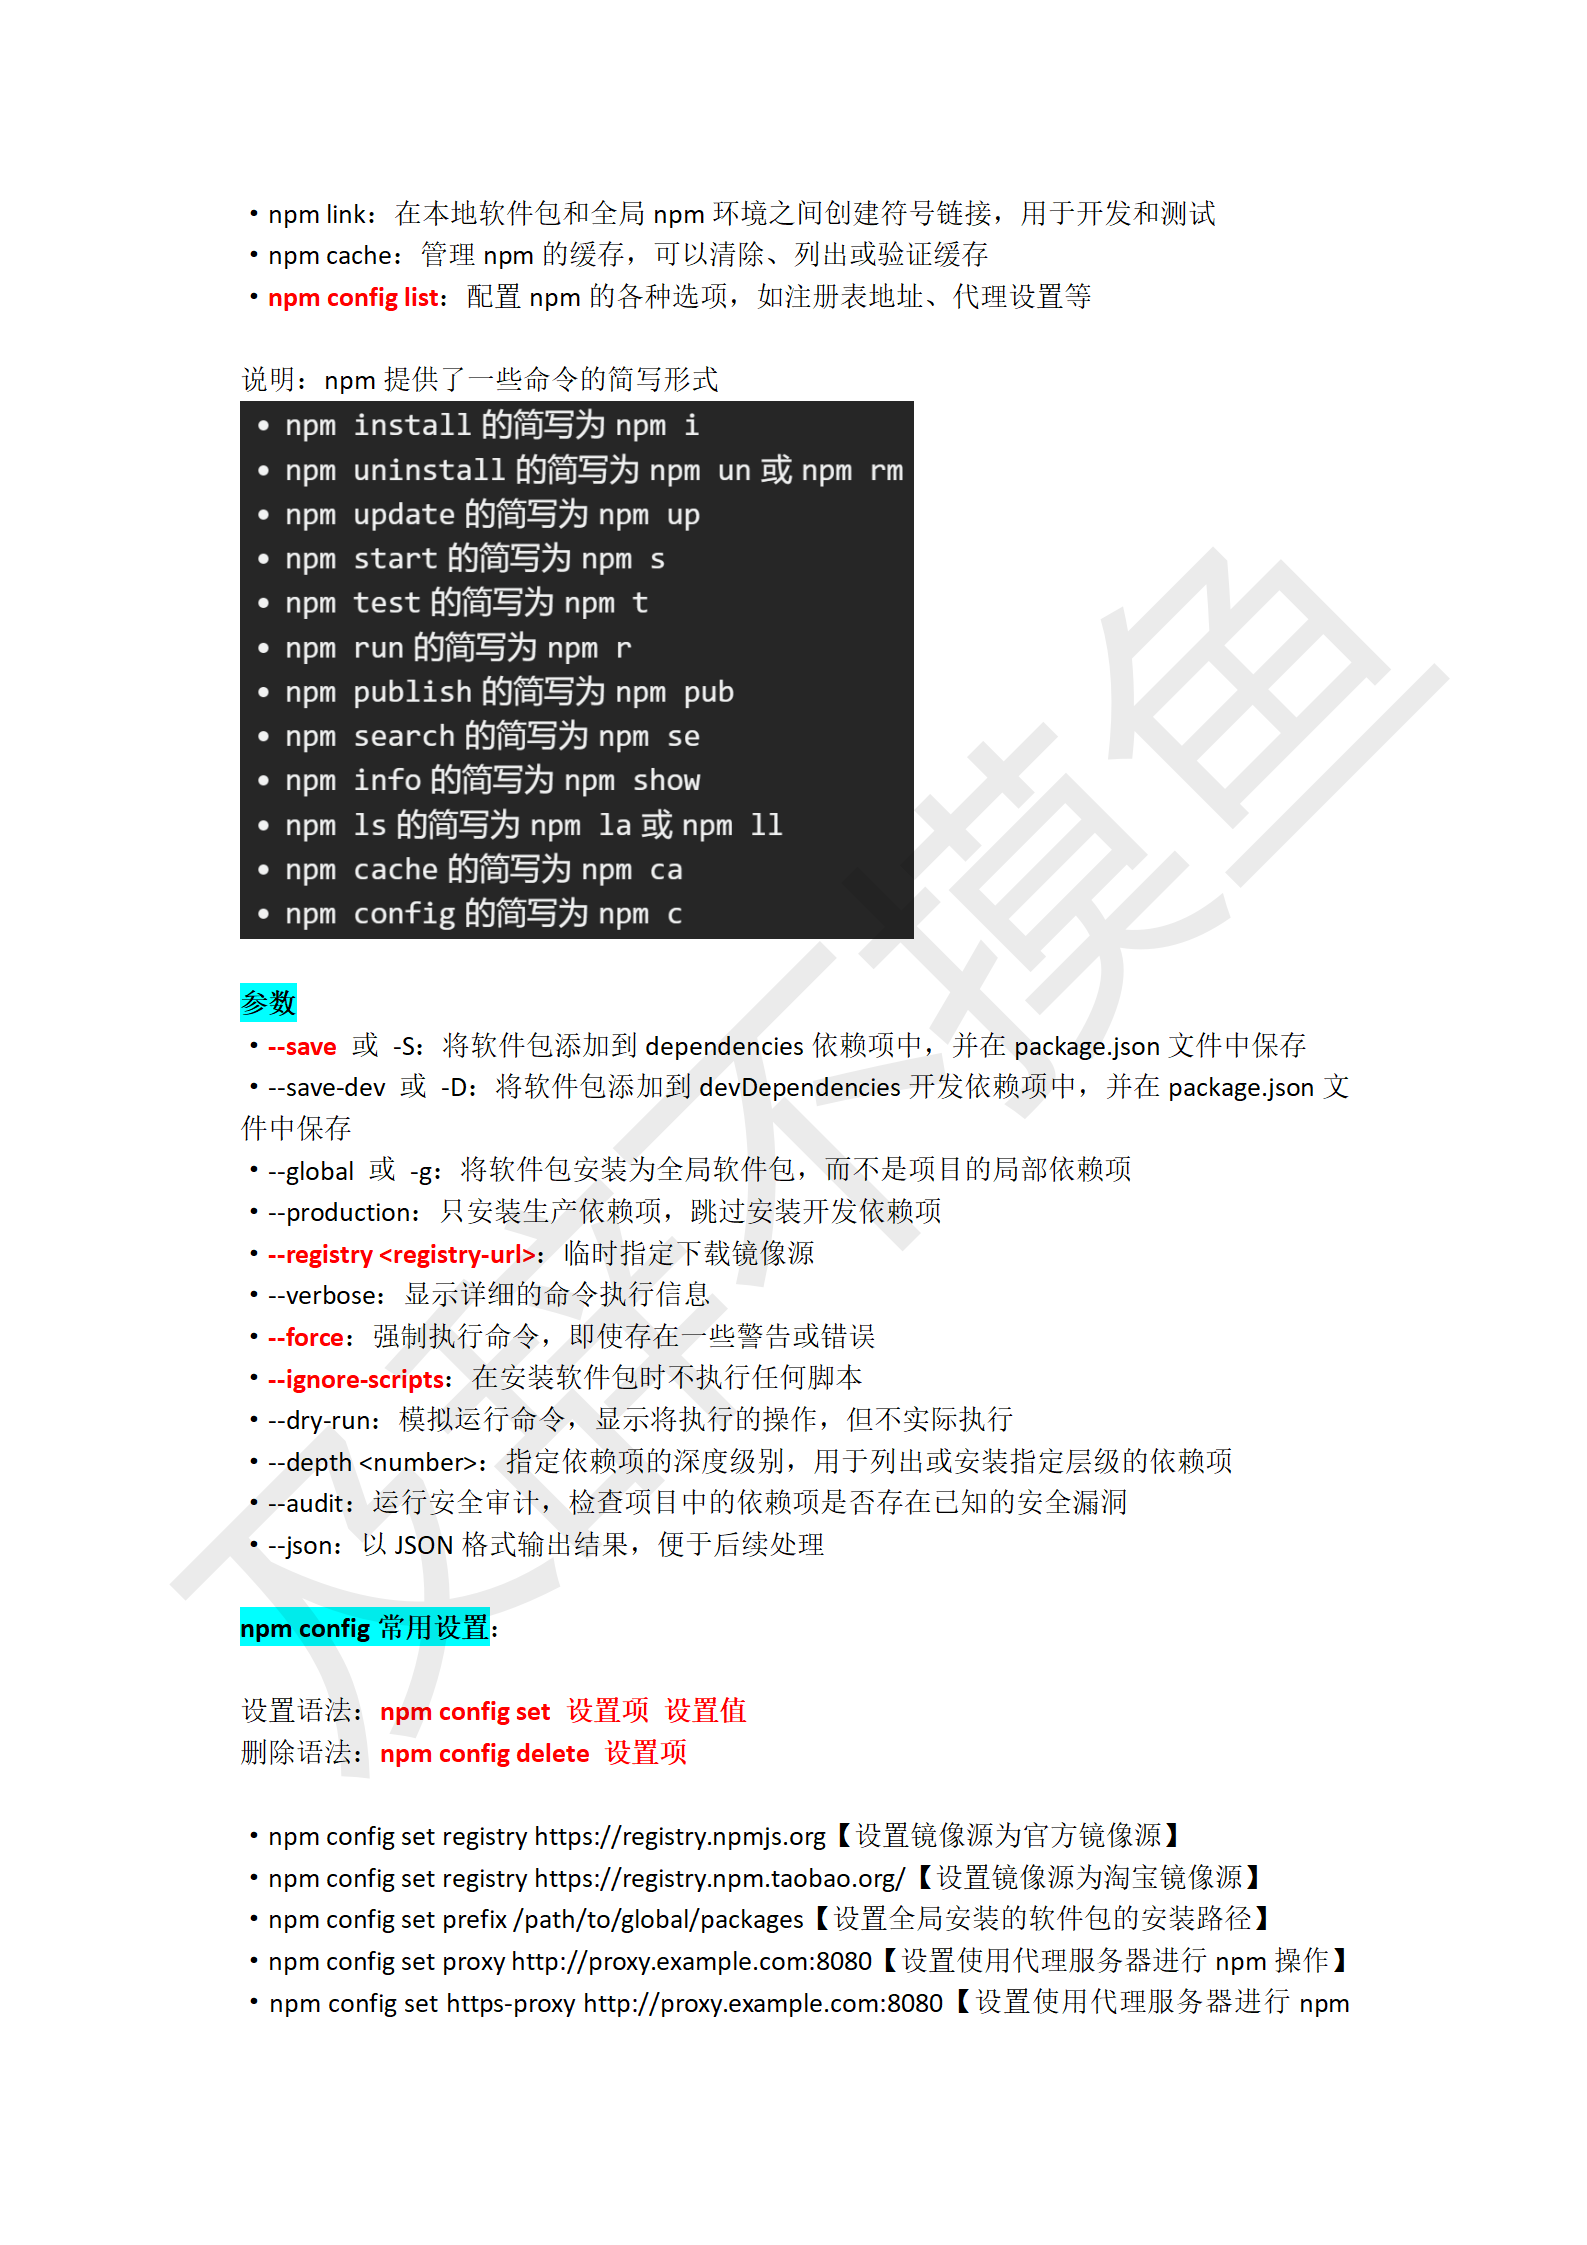 • npm link：在本地软件包和全局 npm 环境之间创建符号链接，用于开发和测试
• npm cache：管理 npm 的缓存，可以清除、列出或验证缓存
• npm config list：配置 npm 的各种选项，如注册表地址、代理设置等
说明：npm 提供了一些命令的简写形式
• npm install 的简写为 npm i
• npm uninstall 的简写为 npm un 或 npm rm
• npm update 的简写为 npm up
• npm start 的简写为 npm s
• npm test 的简写为 npm t
• npm run 的简写为 npm r
• npm publish 的简写为 npm pub
• npm search 的简写为 npm se
• npm info 的简写为 npm show
• npm ls 的简写为 npm la 或 npm ll
• npm cache 的简写为 npm ca
• npm config 的简写为 npm c
参数
• --save 或 -S：将软件包添加到 dependencies 依赖项中，并在 package.json 文件中保存
• --save-dev 或 -D：将软件包添加到 devDependencies 开发依赖项中，并在 package.json 文
件中保存
• --global 或 -g：将软件包安装为全局软件包，而不是项目的局部依赖项
• --production：只安装生产依赖项，跳过安装开发依赖项
• --registry <registry-url>：临时指定下载镜像源
• --verbose：显示详细的命令执行信息
• --force：强制执行命令，即使存在一些警告或错误
• --ignore-scripts：在安装软件包时不执行任何脚本
• --dry-run：模拟运行命令，显示将执行的操作，但不实际执行
• --depth <number>：指定依赖项的深度级别，用于列出或安装指定层级的依赖项
• --audit：运行安全审计，检查项目中的依赖项是否存在已知的安全漏洞
• --json：以 JSON 格式输出结果，便于后续处理
npm config 常用设置：
设置语法：npm config set 设置项 设置值
删除语法：npm config delete 设置项
• npm config set registry https://registry.npmjs.org【设置镜像源为官方镜像源】
• npm config set registry https://registry.npm.taobao.org/【设置镜像源为淘宝镜像源】
• npm config set prefix /path/to/global/packages【设置全局安装的软件包的安装路径】
• npm config set proxy http://proxy.example.com:8080【设置使用代理服务器进行 npm 操作】
• npm config set https-proxy http://proxy.example.com:8080【设置使用代理服务器进行 npm
及辞不摸鱼